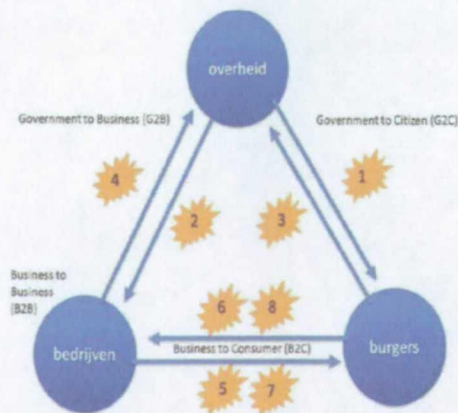 overheid
Government to Business (G2B)
Government to Citizen (G2C)
4
1
2
3
Business to
Business
(B2B)
6
8
bedrijven
Business to Consumer (B2C)
burgers
5
7